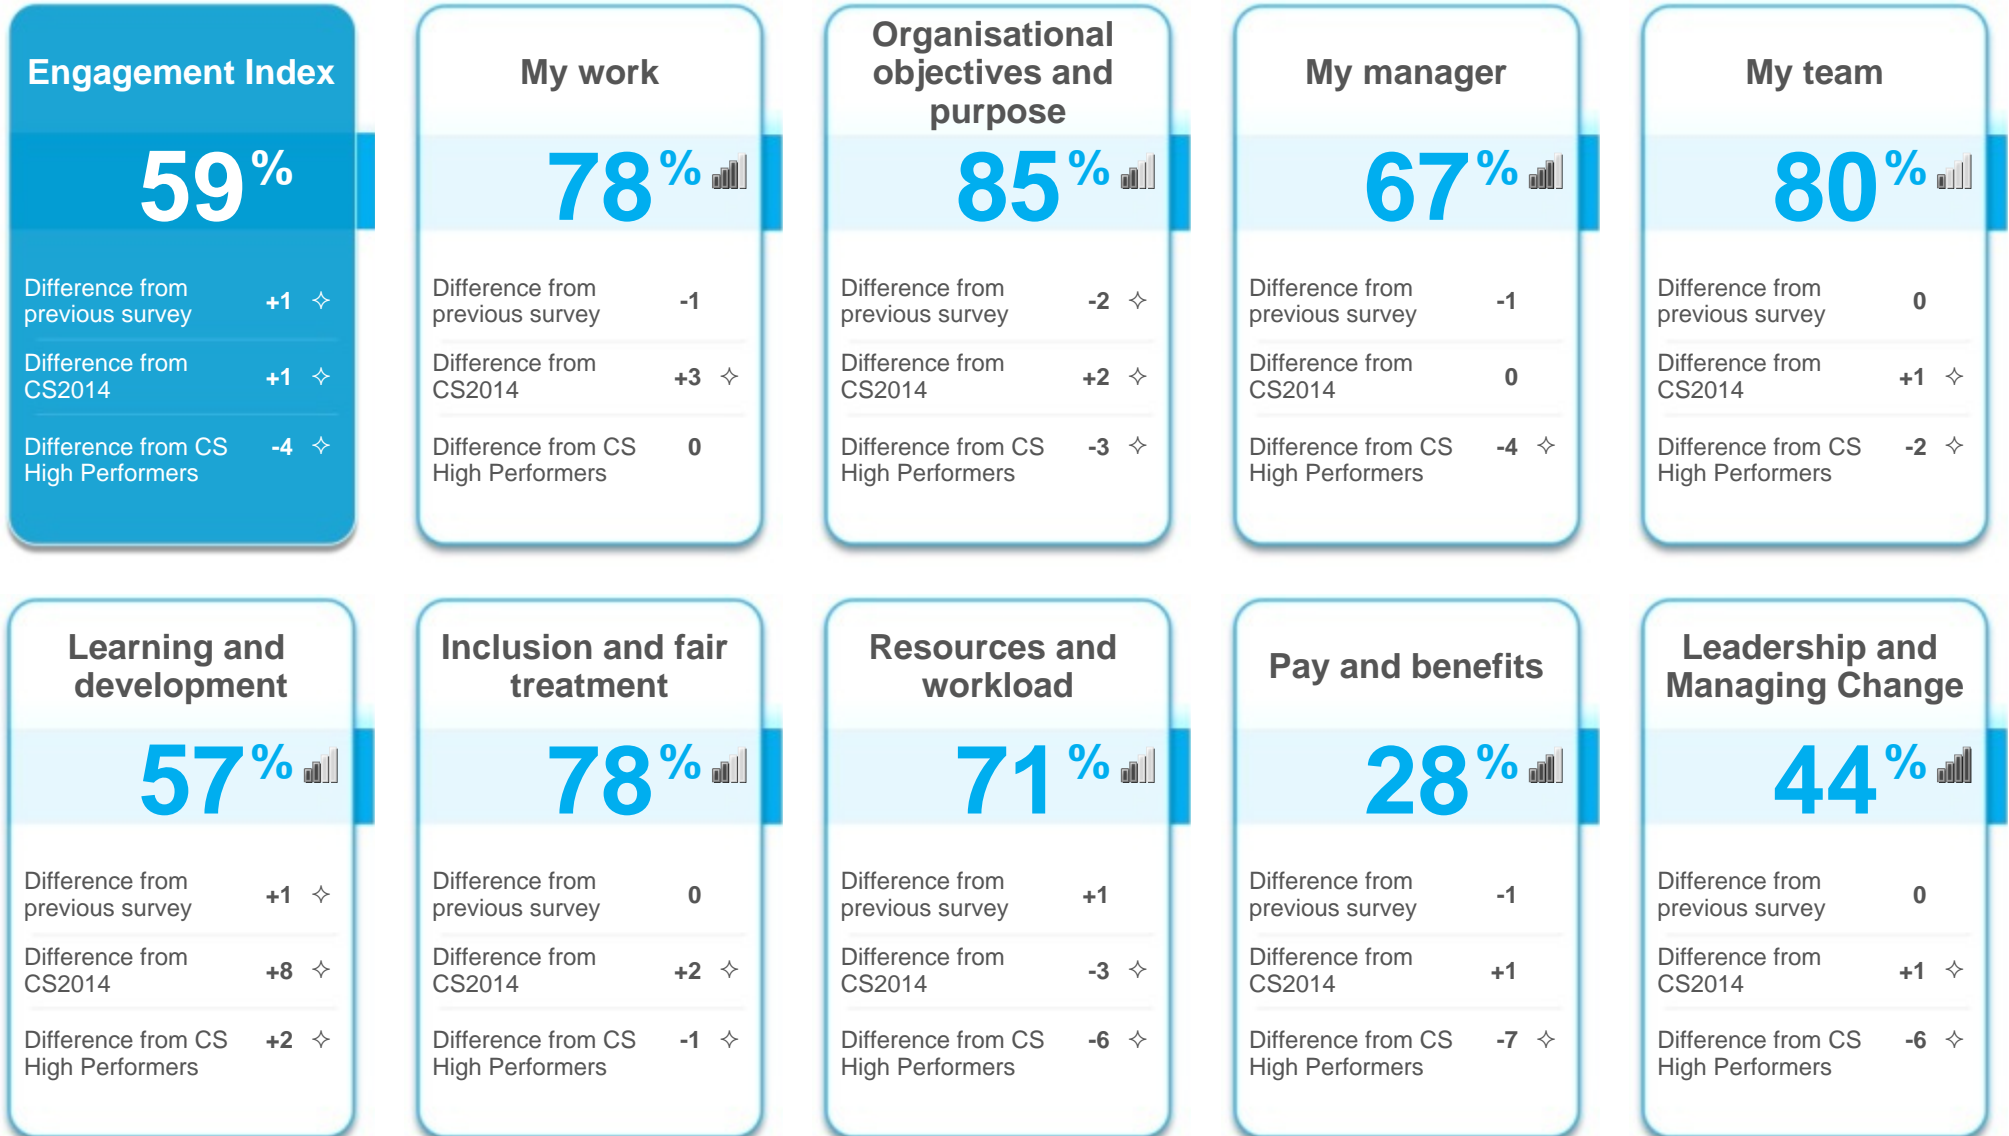 Engagement Index
59%
Difference from
previous survey
+1 ✧
Difference from
CS2014
+1 ✧
Difference from CS
High Performers
-4 ✧
My work
78%
Difference from
previous survey
-1
Difference from
CS2014
+3 ✧
Difference from CS
High Performers
0
Organisational
objectives and
purpose
85%
Difference from
previous survey
-2 ✧
Difference from
CS2014
+2 ✧
Difference from CS
High Performers
-3 ✧
My manager
67%
Difference from
previous survey
-1
Difference from
CS2014
0
Difference from CS
High Performers
-4 ✧
My team
80%
Difference from
previous survey
0
Difference from
CS2014
+1 ✧
Difference from CS
High Performers
-2 ✧
Learning and
development
57%
Difference from
previous survey
+1 ✧
Difference from
CS2014
+8 ✧
Difference from CS
High Performers
+2 ✧
Inclusion and fair
treatment
78%
Difference from
previous survey
0
Difference from
CS2014
+2 ✧
Difference from CS
High Performers
-1 ✧
Resources and
workload
71%
Difference from
previous survey
+1
Difference from
CS2014
-3 ✧
Difference from CS
High Performers
-6 ✧
Pay and benefits
28%
Difference from
previous survey
-1
Difference from
CS2014
+1
Difference from CS
High Performers
-7 ✧
Leadership and
Managing Change
44%
Difference from
previous survey
0
Difference from
CS2014
+1 ✧
Difference from CS
High Performers
-6 ✧